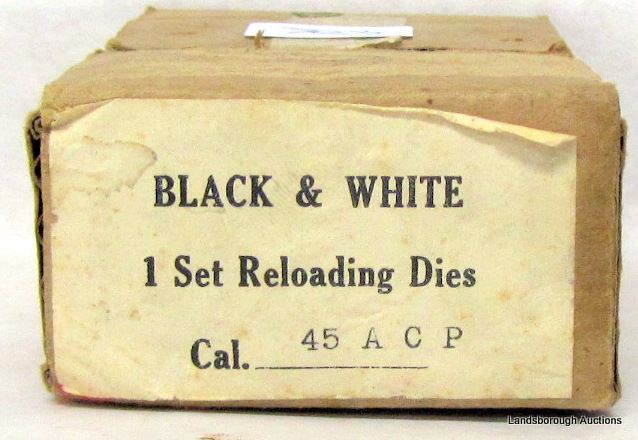 BLACK & WHITE
1 Set Reloading Dies
Cal. 45 A C P
Landsborough Auctions